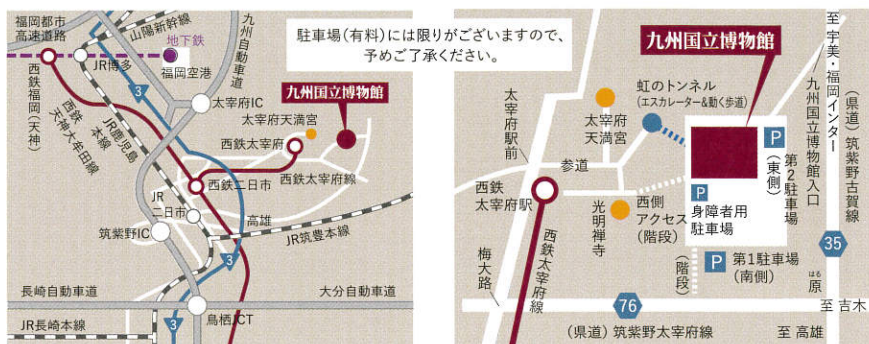 福岡都市
高速道路
山陽新幹線
九州自動車道
地下鉄
JR博多
福岡空港
西鉄福岡(天神)
3
太宰府IC
九州国立博物館
太宰府天満宮
西鉄太宰府
西鉄
天神大牟田線
JR鹿児島
本線
西鉄二日市
西鉄太宰府線
JR
二日市
高雄
筑紫野IC
JR筑豊本線
3
長崎自動車道
大分自動車道
鳥栖JCT
JR長崎本線
3
駐車場(有料)には限りがございますので、
予めご了承ください。
九州国立博物館
至宇美・福岡インター
(県道)筑紫野古賀線
九州国立博物館入口
虹のトンネル
(エスカレーター&動く歩道)
太宰府
天満宮
太宰府駅前
参道
P
第2駐車場
(東側)
西鉄
太宰府駅
西側
アクセス
(階段)
光明禅寺
P
身障者用
駐車場
西鉄太宰府線
梅大路
(階段)
P
第1駐車場
(南側)
35
はる
原
76
至 吉木
(県道)筑紫野太宰府線
至 高雄